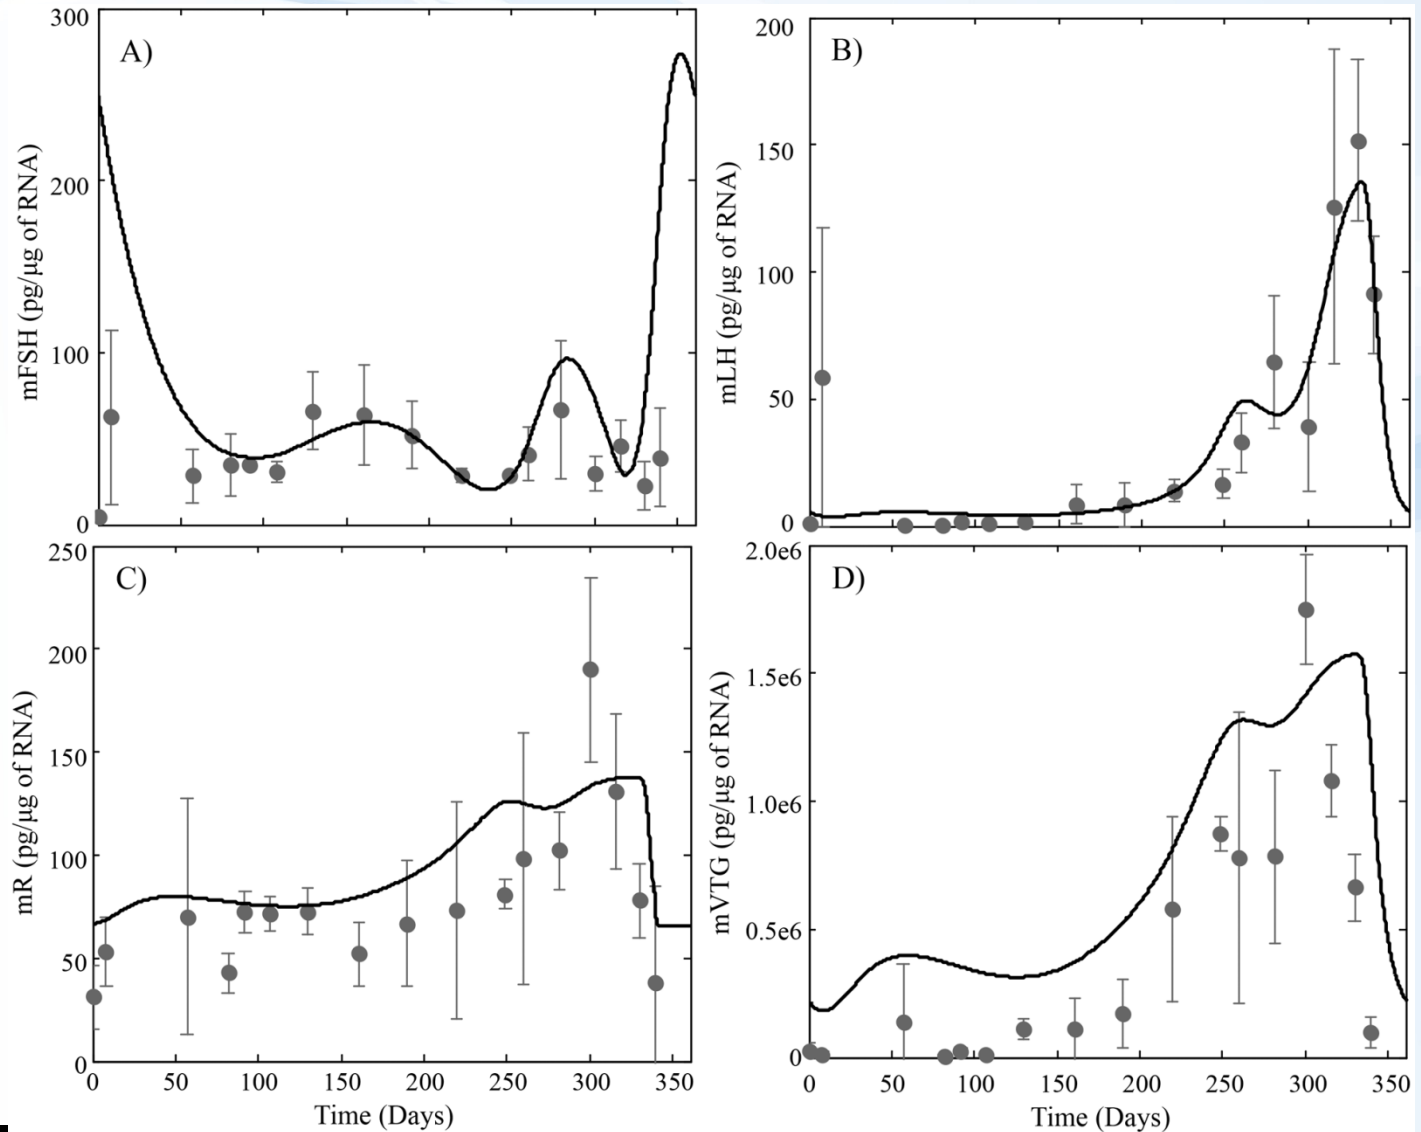 A)
300
200
100
0
mFSH (pg/µg of RNA)
B)
200
150
100
50
0
mLH (pg/µg of RNA)
C)
250
200
150
100
50
0
mR (pg/µg of RNA)
0 50 100 150 200 250 300 350
Time (Days)
D)
2.0e6
1.5e6
1.0e6
0.5e6
0
mVTG (pg/µg of RNA)
0 50 100 150 200 250 300 350
Time (Days)